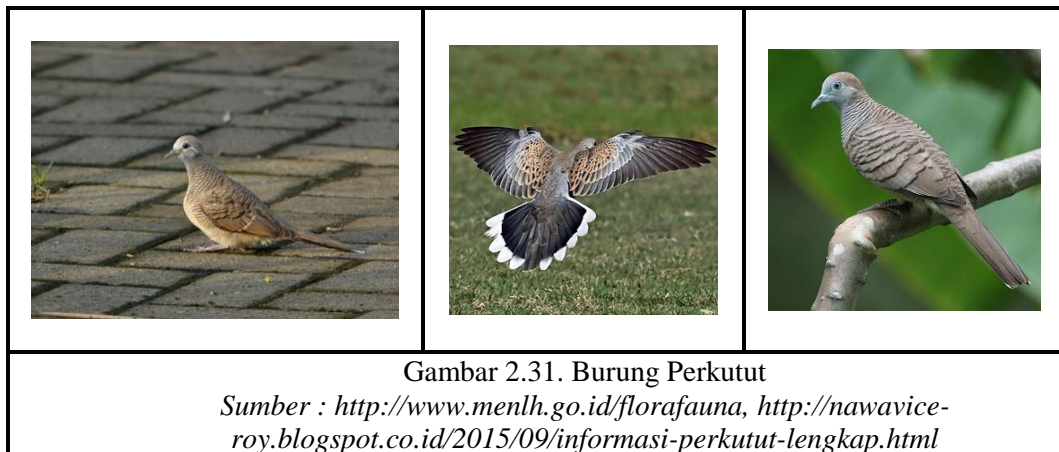 Gambar 2.31. Burung Perkutut
Sumber : http://www.menlh.go.id/florafauna, http://nawavice-
roy.blogspot.co.id/2015/09/informasi-perkutut-lengkap.html